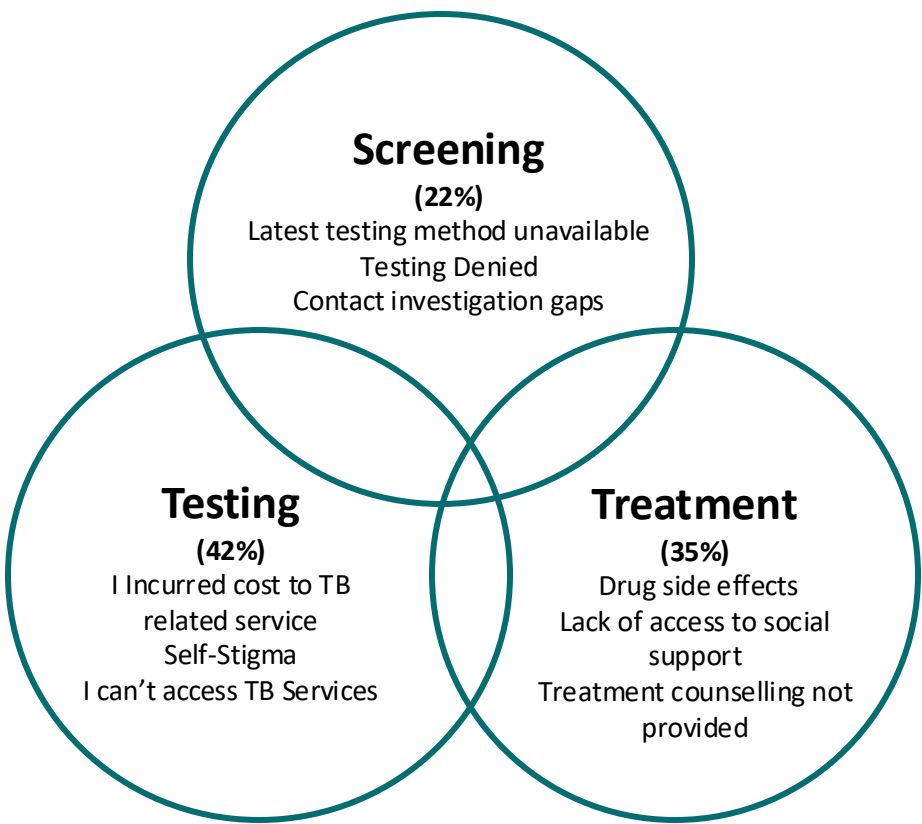 Screening
(22%)
Latest testing method unavailable
Testing Denied
Contact investigation gaps
Testing
(42%)
I Incurred cost to TB
related service
Self-Stigma
I can’t access TB Services
Treatment
(35%)
Drug side effects
Lack of access to social
support
Treatment counselling not
provided